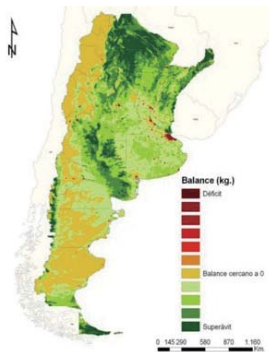 N
Balance (kg.)
Déficit
Balance cercano a 0
Superávit
0 145 290 580 870 1.160
Km.